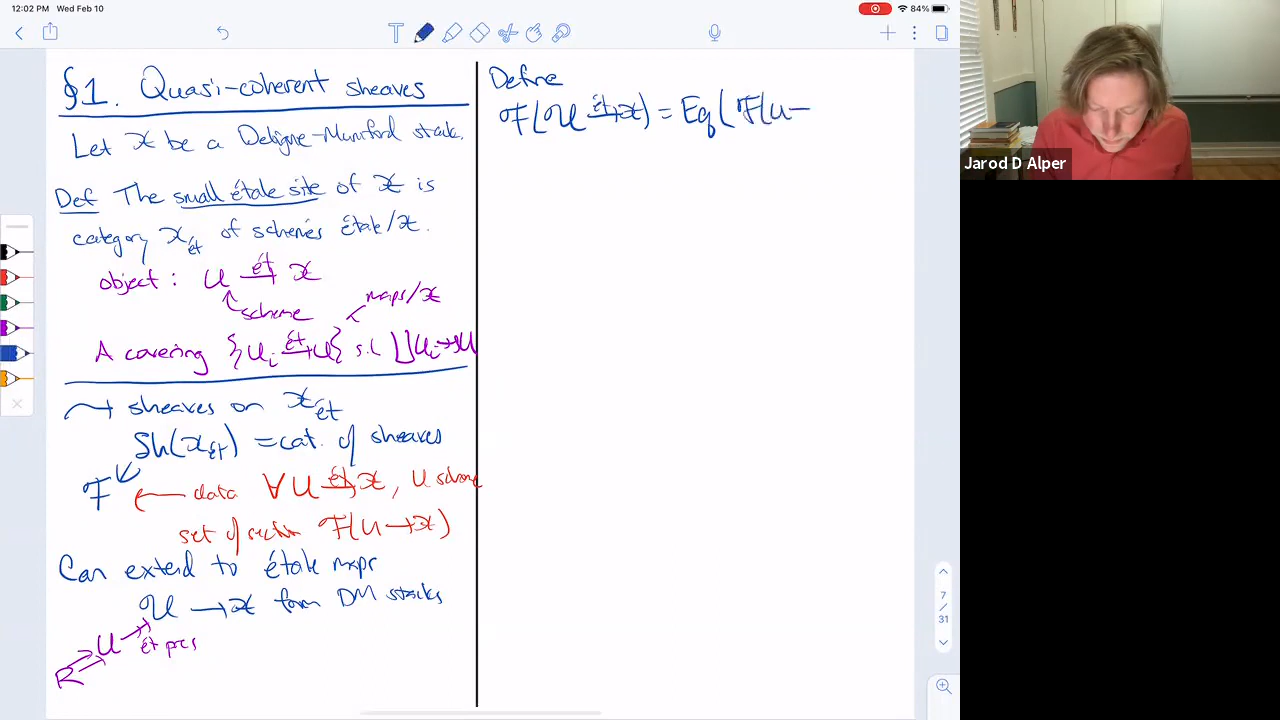 12:02 PM Wed Feb 10
84%
§1. Quasi-coherent sheaves
Let 𝒳 be a Deligne-Mumford stack.
Def The small étale site of 𝒳 is
category 𝒳ét of schemes étale/𝒳.
object: U ét→ 𝒳
scheme
maps/𝒳
A covering {Ui ét→ U} s.t. ∐Ui ↠ U
⇝ sheaves on 𝒳ét
Sh(𝒳ét) = cat. of sheaves
ℱ ← data ∀ U ét→ 𝒳, U scheme
set of section ℱ(U → 𝒳)
Can extend to étale maps
𝒰 → 𝒳 from DM stacks
R ⇉ U → ét pres
Define
ℱ(𝒰 ét→ 𝒳) = Eq(ℱ(U –
7
/
31
Jarod D Alper